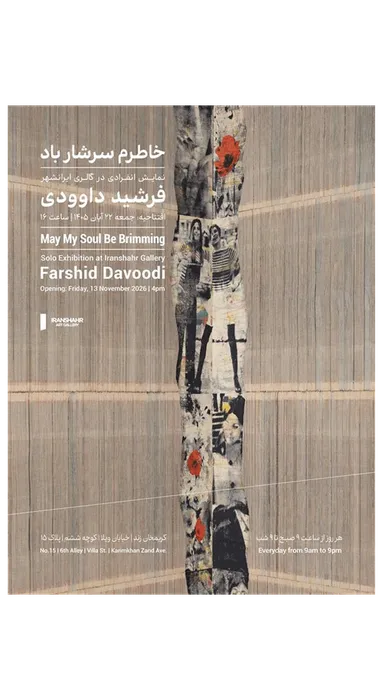 خاطرم سرشار باد
نمایش انفرادی در گالری ایرانشهر
فرشید داوودی
افتتاحیه، جمعه ۲۲ آبان ۱۴۰۵ | ساعت ۱۶
May My Soul Be Brimming
Solo Exhibition at Iranshahr Gallery
Farshid Davoodi
Opening: Friday, 13 November 2026 | 4pm
IRANSHAHR
ART GALLERY
کریمخان زند | خیابان ویلا | کوچه ششم | پلاک ۱۵
No.15 | 6th Alley | Villa St. | Karimkhan Zand Ave.
هر روز از ساعت ۹ صبح تا ۹ شب
Everyday from 9am to 9pm